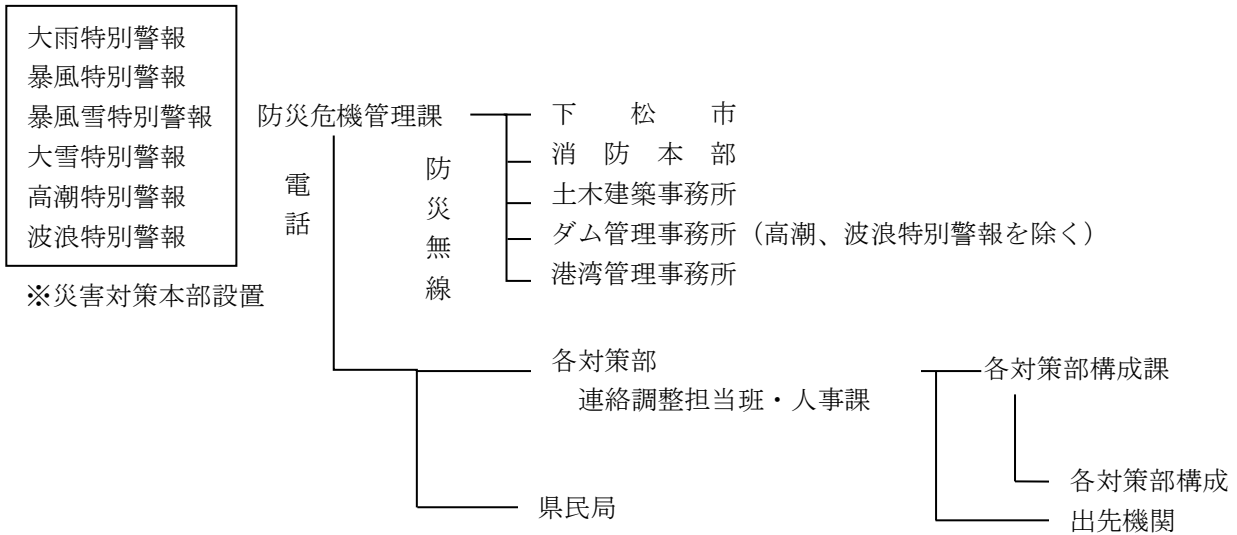 大雨特別警報
暴風特別警報
暴風雪特別警報
大雪特別警報
高潮特別警報
波浪特別警報
※災害対策本部設置
防災危機管理課
電話
防災無線
下松市
消防本部
土木建築事務所
ダム管理事務所（高潮、波浪特別警報を除く）
港湾管理事務所
各対策部
連絡調整担当班・人事課
県民局
各対策部構成課
各対策部構成
出先機関